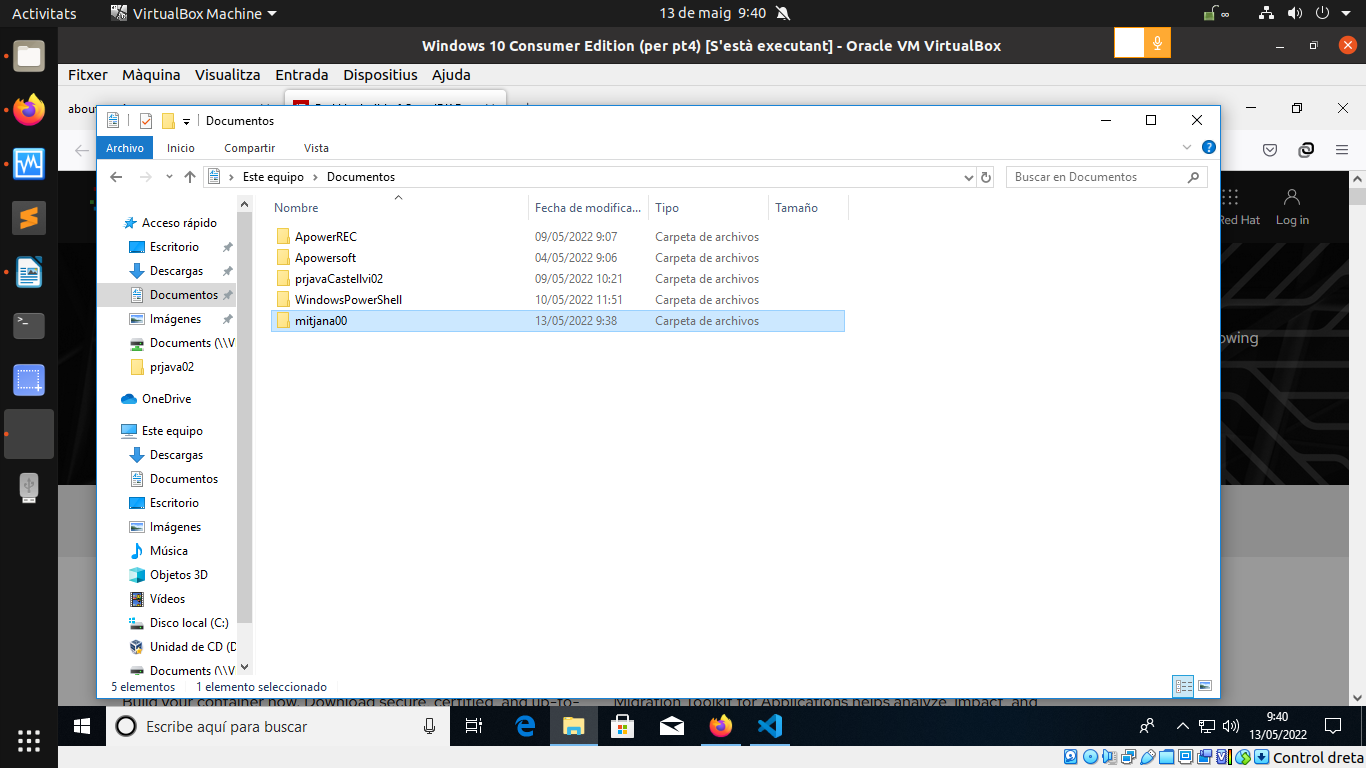 Activitats VirtualBox Machine 13 de maig 9:40
Windows 10 Consumer Edition (per pt4) [S'està executant] - Oracle VM VirtualBox
Fitxer Màquina Visualitza Entrada Dispositius Ajuda
Documentos
Archivo Inicio Compartir Vista
Este equipo Documentos
Buscar en Documentos
Nombre Fecha de modifica... Tipo Tamaño
ApowerREC 09/05/2022 9:07 Carpeta de archivos
Apowersoft 04/05/2022 9:06 Carpeta de archivos
prjavaCastellvi02 09/05/2022 10:21 Carpeta de archivos
WindowsPowerShell 10/05/2022 11:51 Carpeta de archivos
mitjana00 13/05/2022 9:38 Carpeta de archivos
Acceso rápido
Escritorio
Descargas
Documentos
Imágenes
Documents (\\V
prjava02
OneDrive
Este equipo
Descargas
Documentos
Escritorio
Imágenes
Música
Objetos 3D
Vídeos
Disco local (C:)
Unidad de CD (D
Documents (\\V
5 elementos 1 elemento seleccionado
Red Hat Log in
owing
Build your container now. Download secure, certified, and up-to-
Migration Toolkit for Applications helps analyze, impact, and
Escribe aquí para buscar
9:40
13/05/2022
Control dreta